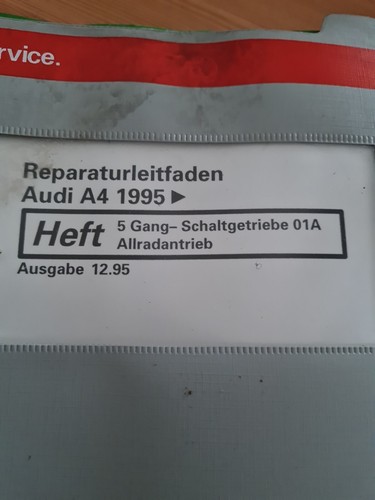 rvice.
Reparaturleitfaden
Audi A4 1995 ▶
Heft
5 Gang- Schaltgetriebe 01A
Allradantrieb
Ausgabe 12.95